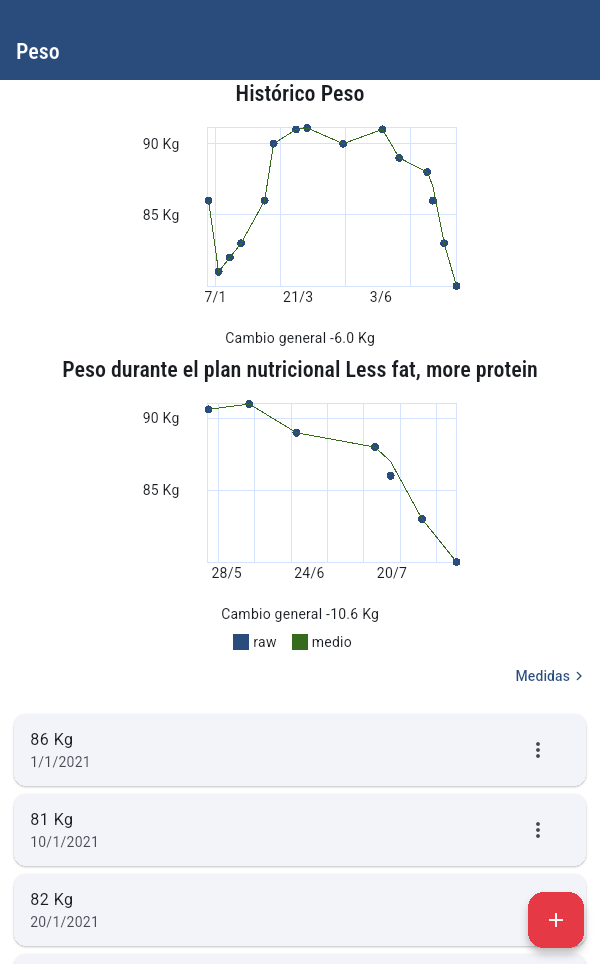 Peso
Histórico Peso
90 Kg
85 Kg
7/1 21/3 3/6
Cambio general -6.0 Kg
Peso durante el plan nutricional Less fat, more protein
90 Kg
85 Kg
28/5 24/6 20/7
Cambio general -10.6 Kg
raw medio
Medidas
86 Kg
1/1/2021
81 Kg
10/1/2021
82 Kg
20/1/2021